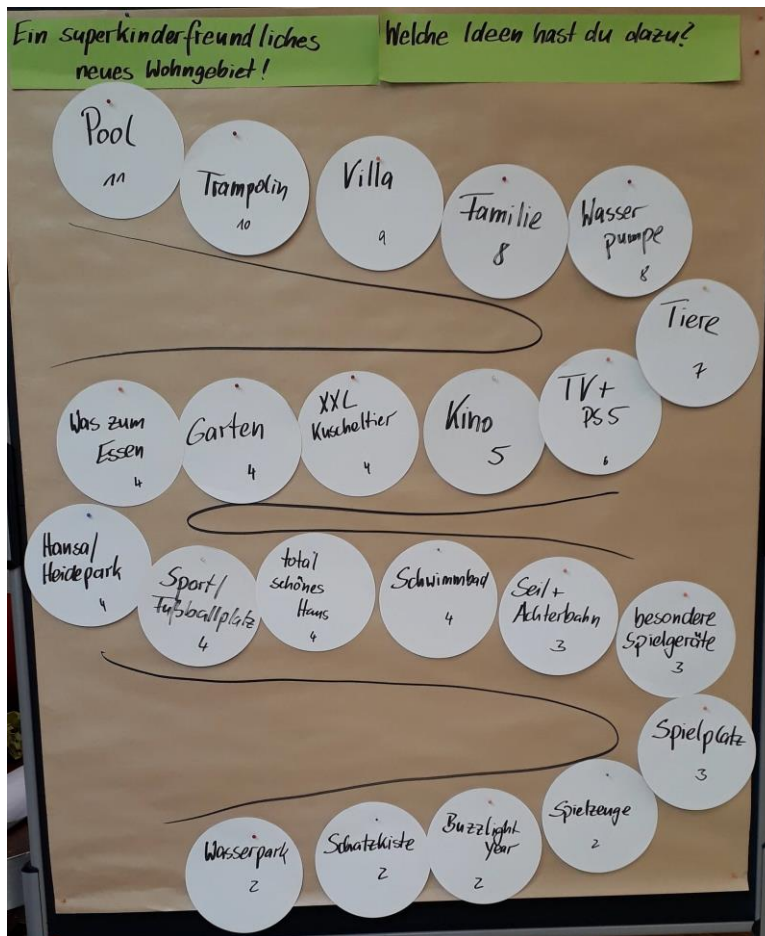 Ein superkinderfreundliches
neues Wohngebiet!
Welche Ideen hast du dazu?
Pool
11
Trampolin
10
Villa
9
Familie
8
Wasser
pumpe
8
Tiere
7
TV+
PS5
6
Kino
5
XXL
Kuscheltier
4
Garten
4
Was zum
Essen
4
Hansa/
Heidepark
4
Sport/
Fußballplatz
4
total
schönes
Haus
4
Schwimmbad
4
Seil+
Achterbahn
3
besondere
Spielgeräte
3
Spielplatz
3
Spielzeuge
2
Buzzlight
year
2
Schatzkiste
2
Wasserpark
2